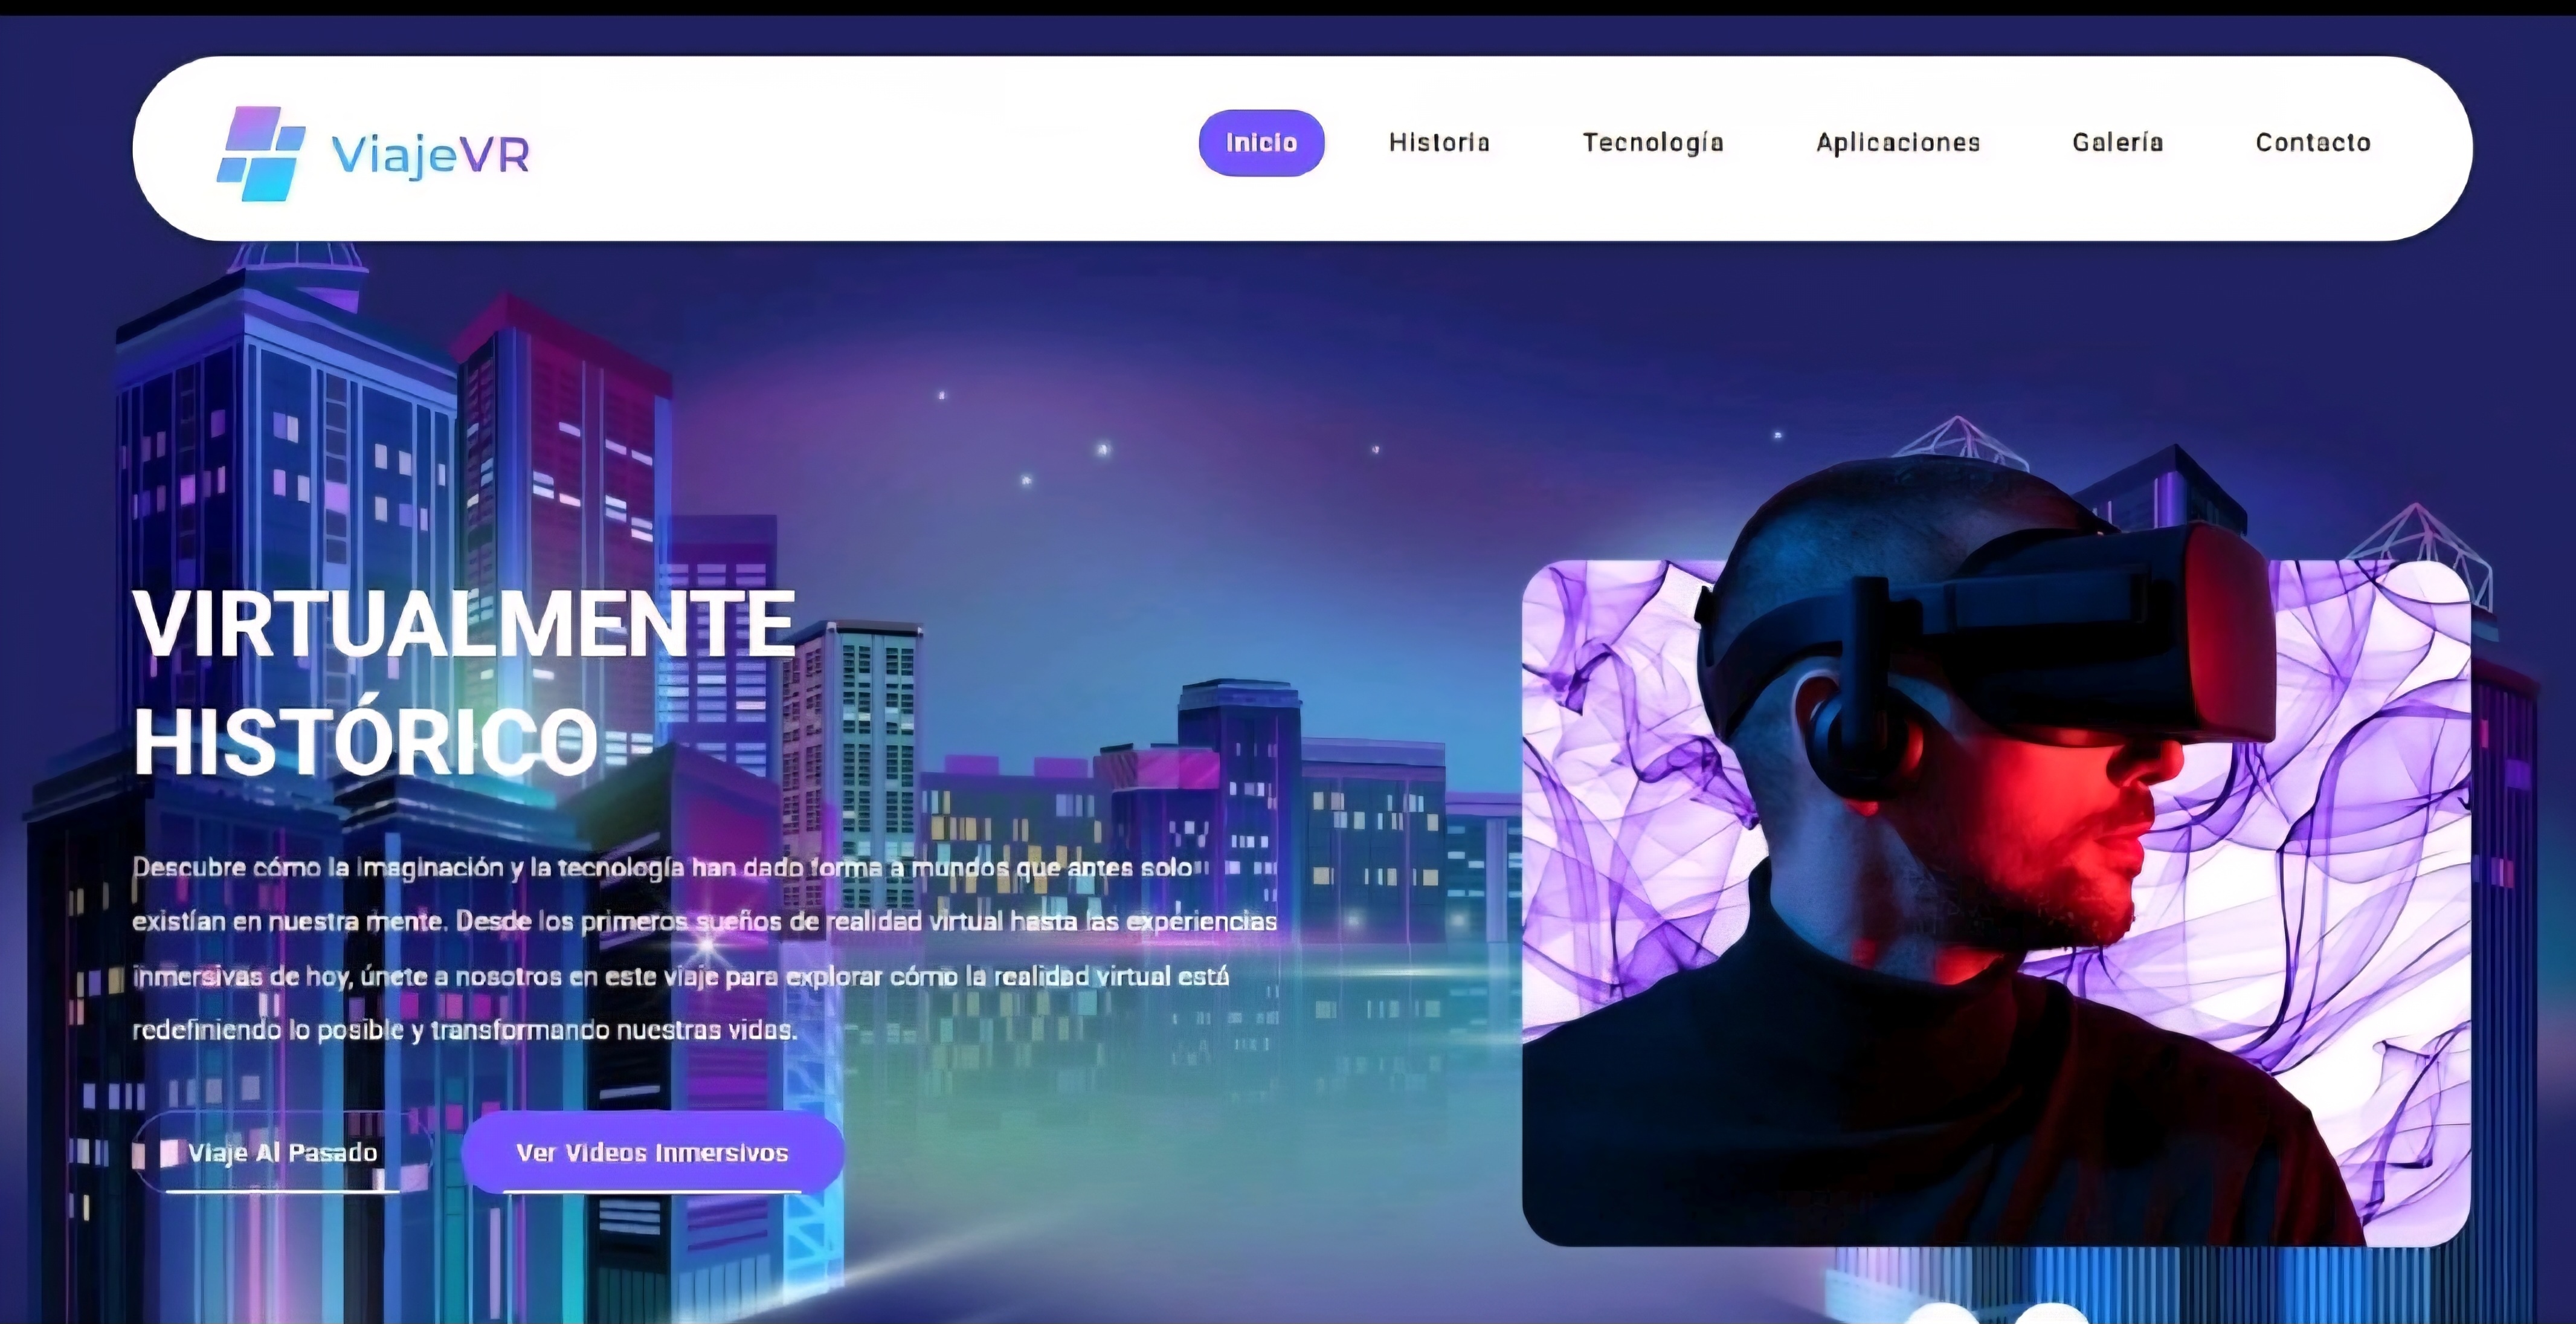 ViajeVR
Inicio Historia Tecnología Aplicaciones Galería Contacto
VIRTUALMENTE
HISTÓRICO
Descubre cómo la imaginación y la tecnología han dado forma a mundos que antes solo
existían en nuestra mente. Desde los primeros sueños de realidad virtual hasta las experiencias
inmersivas de hoy, únete a nosotros en este viaje para explorar cómo la realidad virtual está
redefiniendo lo posible y transformando nuestras vidas.
Viaje Al Pasado Ver Videos Inmersivos